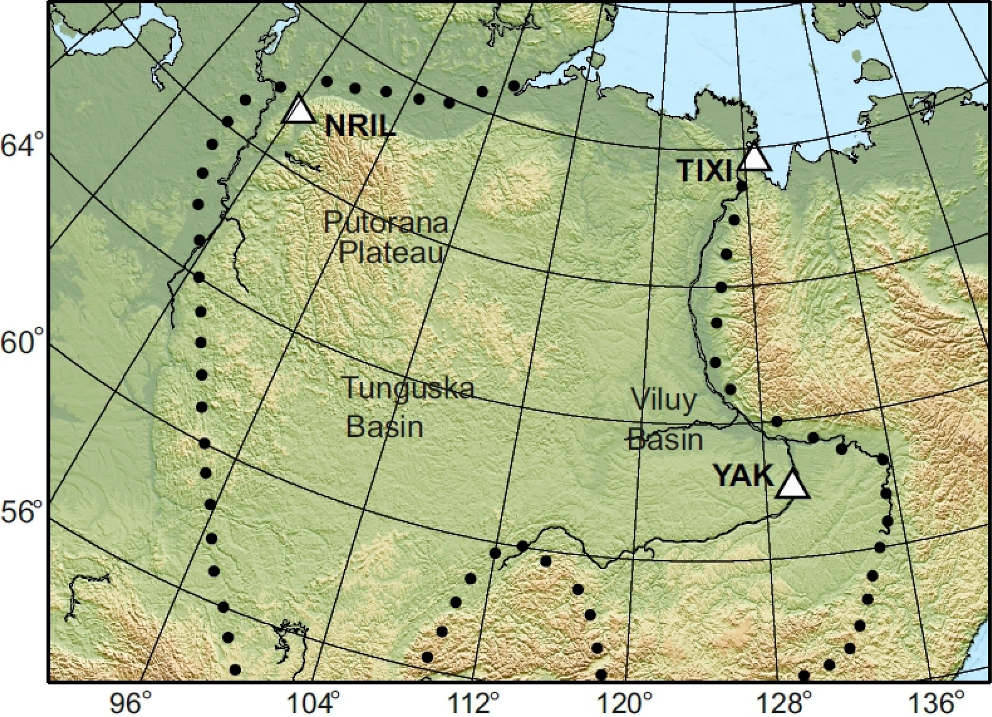 64°
NRIL
TIXI
Putorana
Plateau
60°
Tunguska
Basin
Viluy
Basin
YAK
56°
96° 104° 112° 120° 128° 136°